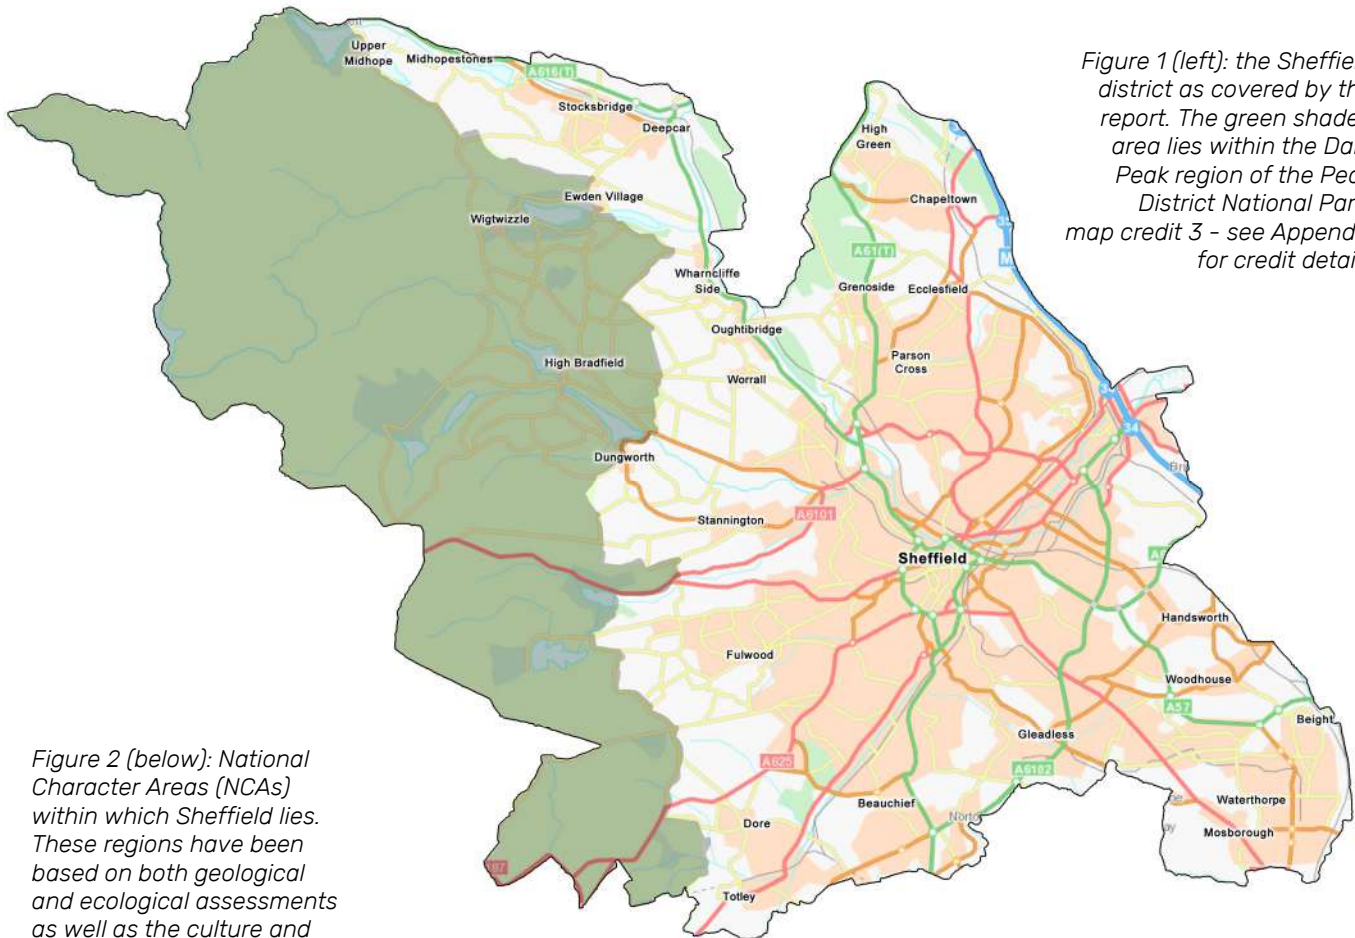 Figure 1 (left): the Sheffiel
district as covered by th
report. The green shade
area lies within the Da
Peak region of the Pea
District National Par
map credit 3 - see Append
for credit detai
Upper
Midhope
Midhopestones
A616(T)
Stocksbridge
Deepcar
High
Green
Ewden Village
Chapeltown
Wigtwizzle
35
M
A61(T)
Wharncliffe
Side
Grenoside
Ecclesfield
Oughtibridge
High Bradfield
Parson
Cross
Worrall
34
Dungworth
Stannington
A6101
Sheffield
Handsworth
Fulwood
Woodhouse
A57
Beight
Gleadless
A625
A6102
Beauchief
Waterthorpe
Dore
Norto
Mosborough
Totley
Figure 2 (below): National
Character Areas (NCAs)
within which Sheffield lies.
These regions have been
based on both geological
and ecological assessments
as well as the culture and